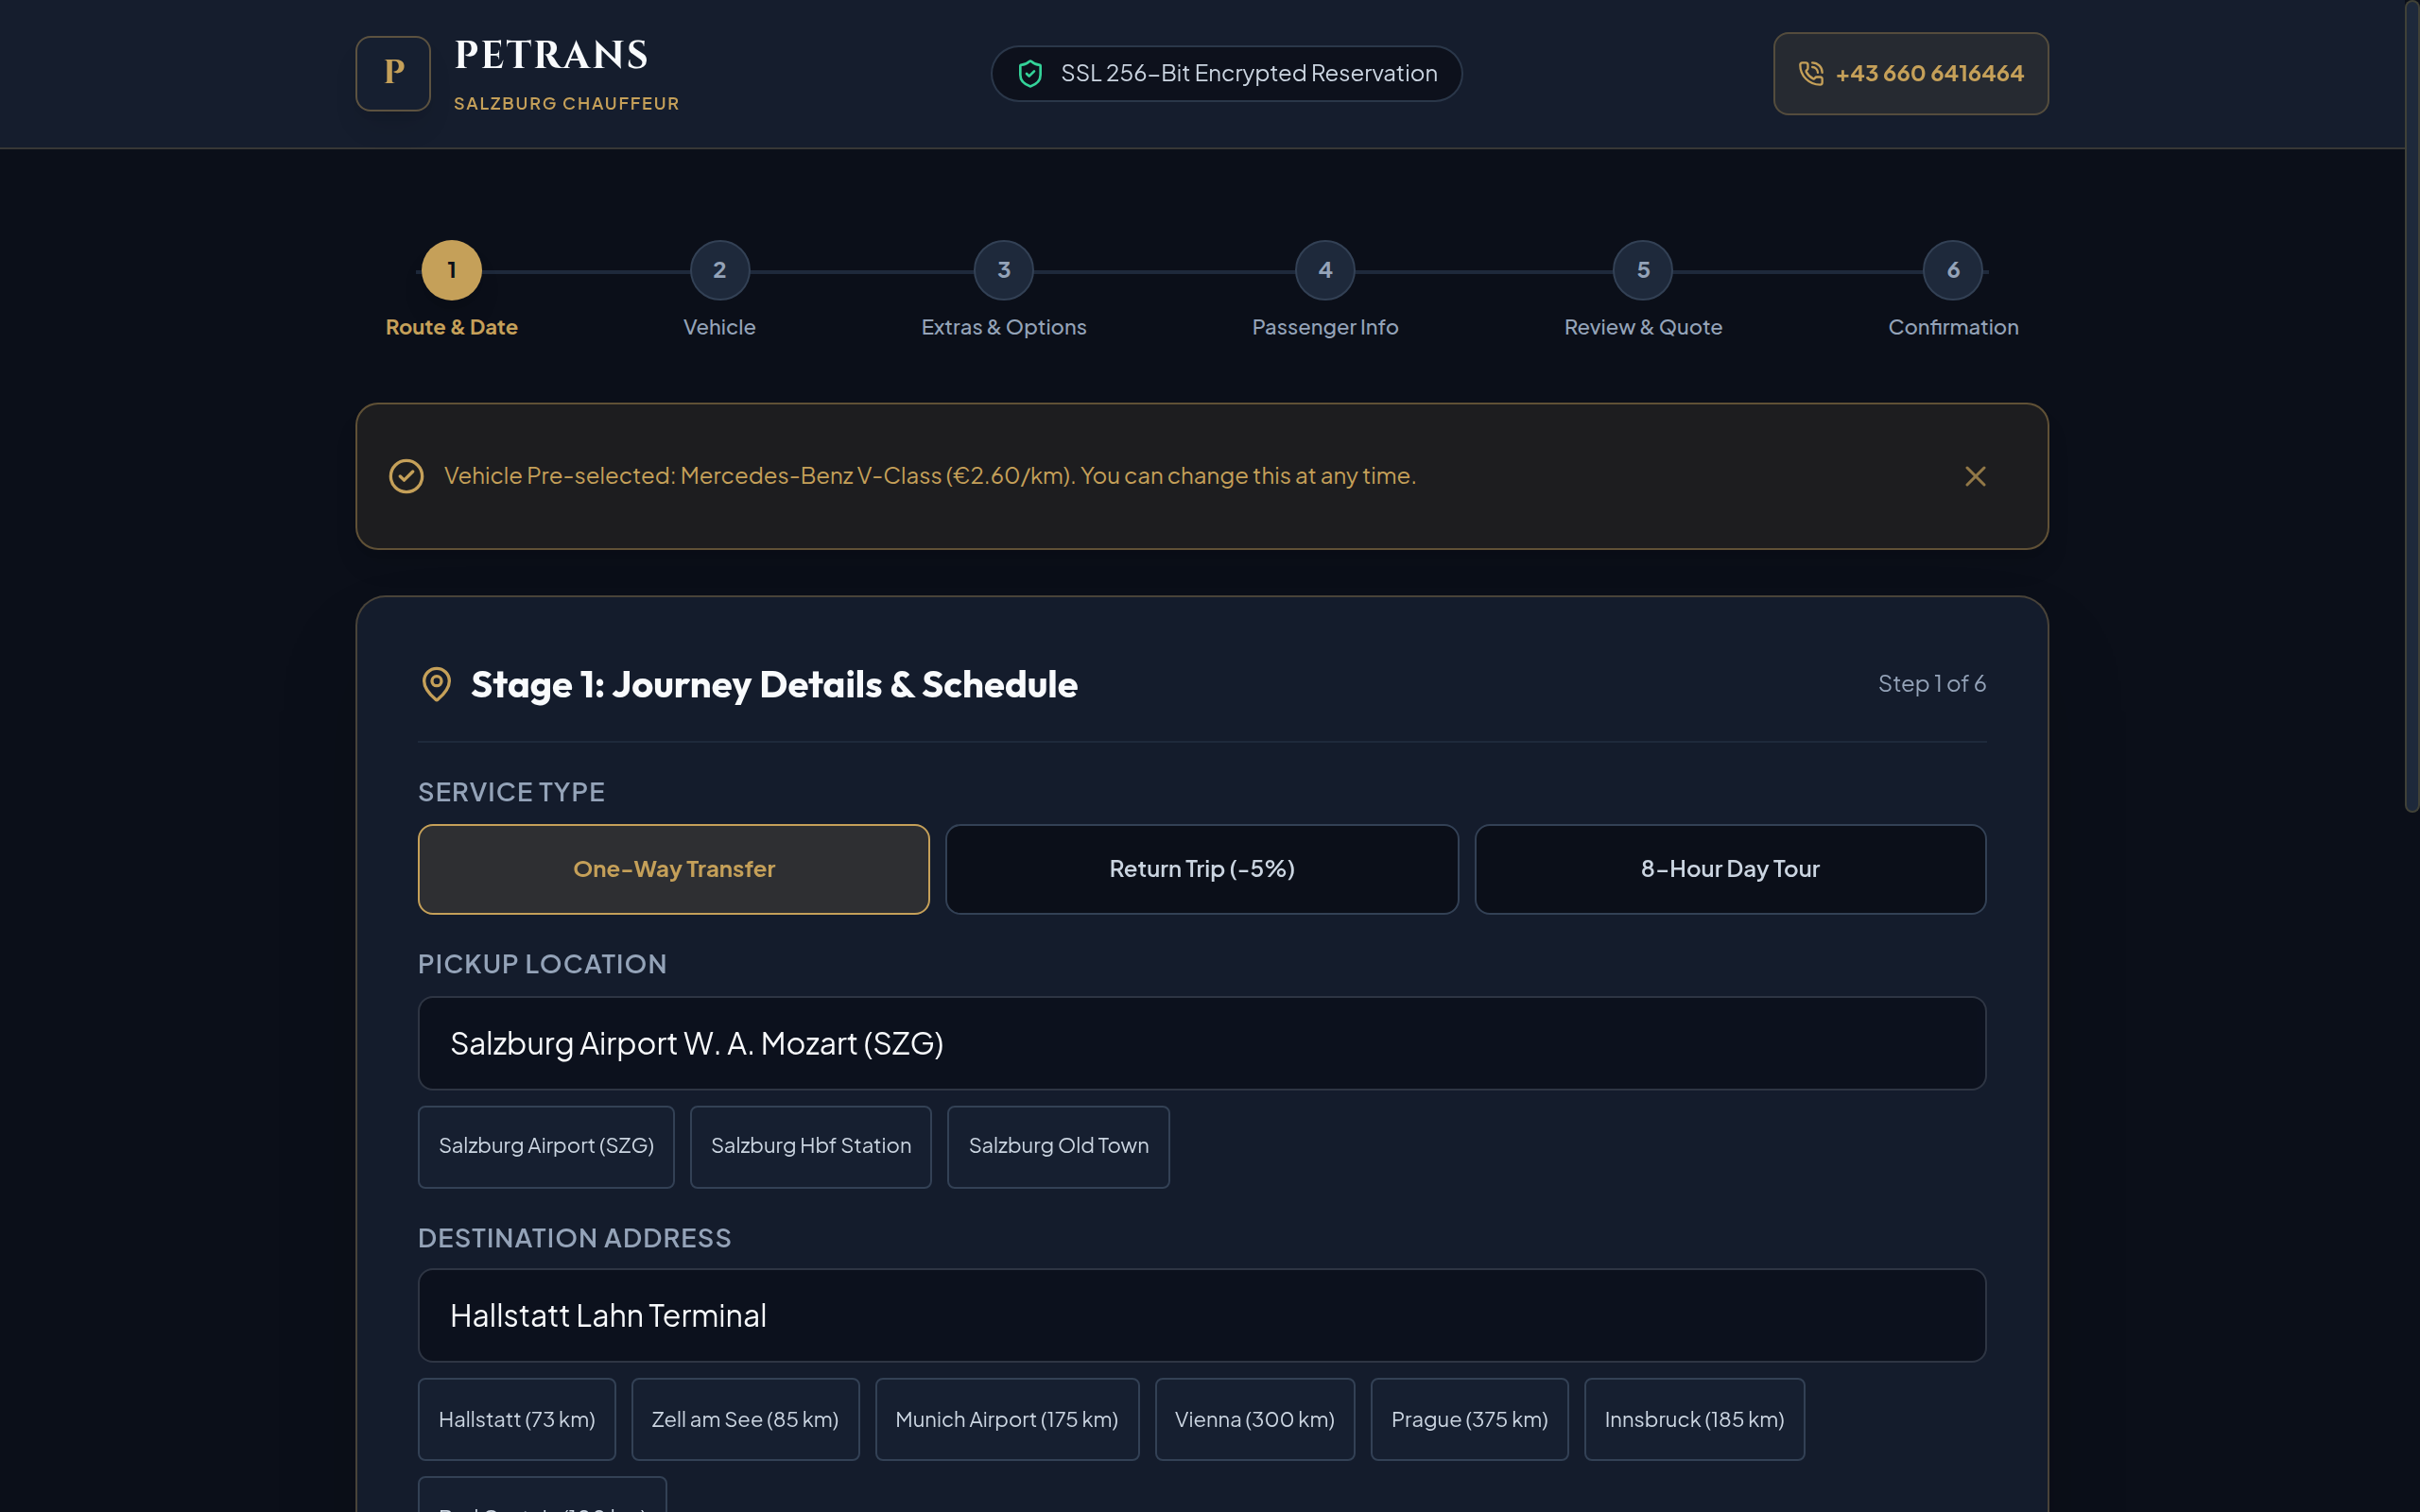 P
PETRANS
SALZBURG CHAUFFEUR
SSL 256-Bit Encrypted Reservation
+43 660 6416464
1
2
3
4
5
6
Route & Date
Vehicle
Extras & Options
Passenger Info
Review & Quote
Confirmation
Vehicle Pre-selected: Mercedes-Benz V-Class (€2.60/km). You can change this at any time.
Stage 1: Journey Details & Schedule
Step 1 of 6
SERVICE TYPE
One-Way Transfer
Return Trip (-5%)
8-Hour Day Tour
PICKUP LOCATION
Salzburg Airport W. A. Mozart (SZG)
Salzburg Airport (SZG)
Salzburg Hbf Station
Salzburg Old Town
DESTINATION ADDRESS
Hallstatt Lahn Terminal
Hallstatt (73 km)
Zell am See (85 km)
Munich Airport (175 km)
Vienna (300 km)
Prague (375 km)
Innsbruck (185 km)